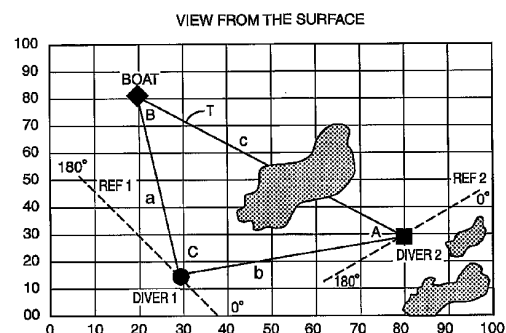 VIEW FROM THE SURFACE
100
90
80
70
60
50
40
30
20
10
00
BOAT
B
T
c
180°
REF 1
a
REF 2
0°
A
C
b
DIVER 2
180°
DIVER 1
0°
0 10 20 30 40 50 60 70 80 90 100